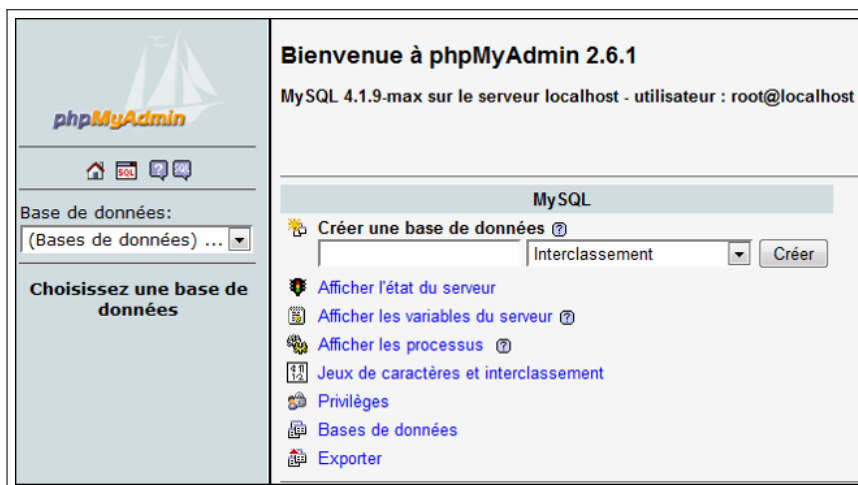 phpMyAdmin
SQL
SQL
Base de données:
(Bases de données) ...
Choisissez une base de
données
Bienvenue à phpMyAdmin 2.6.1
MySQL 4.1.9-max sur le serveur localhost - utilisateur : root@localhost
MySQL
Créer une base de données
Interclassement
Créer
Afficher l'état du serveur
Afficher les variables du serveur
Afficher les processus
Jeux de caractères et interclassement
Privilèges
Bases de données
Exporter